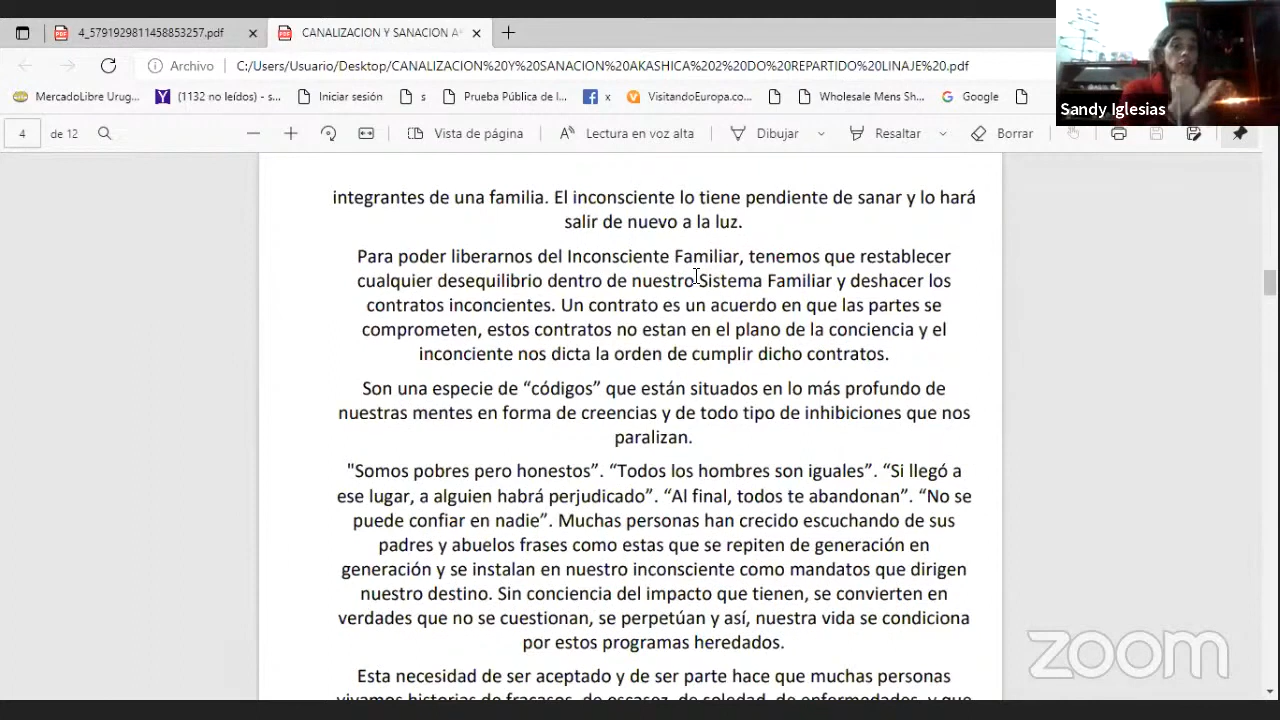 4_5791929811458853257.pdf
CANALIZACION Y SANACION A
Archivo
C:/Users/Usuario/Desktop/CANALIZACION%20Y%20SANACION%20AKASHICA%202%20DO%20REPARTIDO%20LINAJE%20.pdf
MercadoLibre Urug...
(1132 no leídos) - s...
Iniciar sesión
s
Prueba Pública de l...
x
VisitandoEuropa.co...
Wholesale Mens Sh...
Google
Sandy Iglesias
4 de 12
Vista de página
Lectura en voz alta
Dibujar
Resaltar
Borrar
integrantes de una familia. El inconsciente lo tiene pendiente de sanar y lo hará
salir de nuevo a la luz.
Para poder liberarnos del Inconsciente Familiar, tenemos que restablecer
cualquier desequilibrio dentro de nuestro Sistema Familiar y deshacer los
contratos inconcientes. Un contrato es un acuerdo en que las partes se
comprometen, estos contratos no estan en el plano de la conciencia y el
inconciente nos dicta la orden de cumplir dicho contratos.
Son una especie de “códigos” que están situados en lo más profundo de
nuestras mentes en forma de creencias y de todo tipo de inhibiciones que nos
paralizan.
"Somos pobres pero honestos”. “Todos los hombres son iguales”. “Si llegó a
ese lugar, a alguien habrá perjudicado”. “Al final, todos te abandonan”. “No se
puede confiar en nadie”. Muchas personas han crecido escuchando de sus
padres y abuelos frases como estas que se repiten de generación en
generación y se instalan en nuestro inconsciente como mandatos que dirigen
nuestro destino. Sin conciencia del impacto que tienen, se convierten en
verdades que no se cuestionan, se perpetúan y así, nuestra vida se condiciona
por estos programas heredados.
Esta necesidad de ser aceptado y de ser parte hace que muchas personas
vivamos historias de fracasos, de escasez, de soledad, de enfermedades, y que
zoom